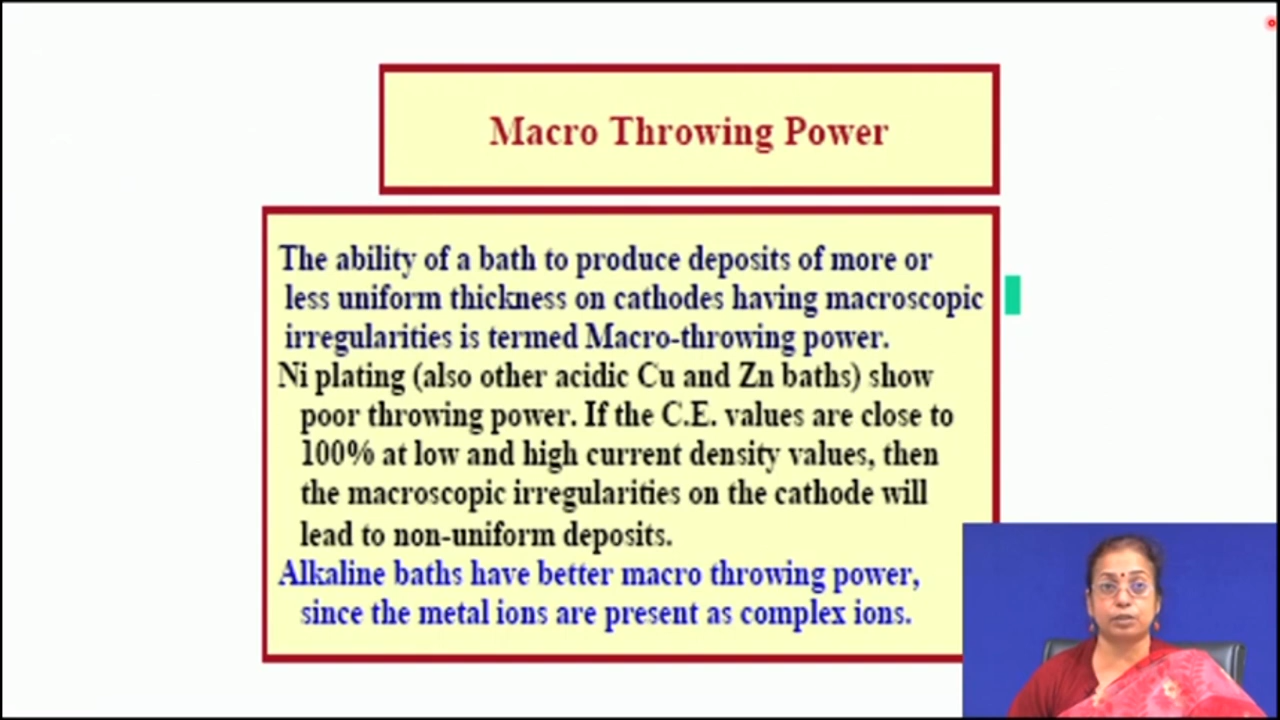 Macro Throwing Power
The ability of a bath to produce deposits of more or
less uniform thickness on cathodes having macroscopic
irregularities is termed Macro-throwing power.
Ni plating (also other acidic Cu and Zn baths) show
poor throwing power. If the C.E. values are close to
100% at low and high current density values, then
the macroscopic irregularities on the cathode will
lead to non-uniform deposits.
Alkaline baths have better macro throwing power,
since the metal ions are present as complex ions.